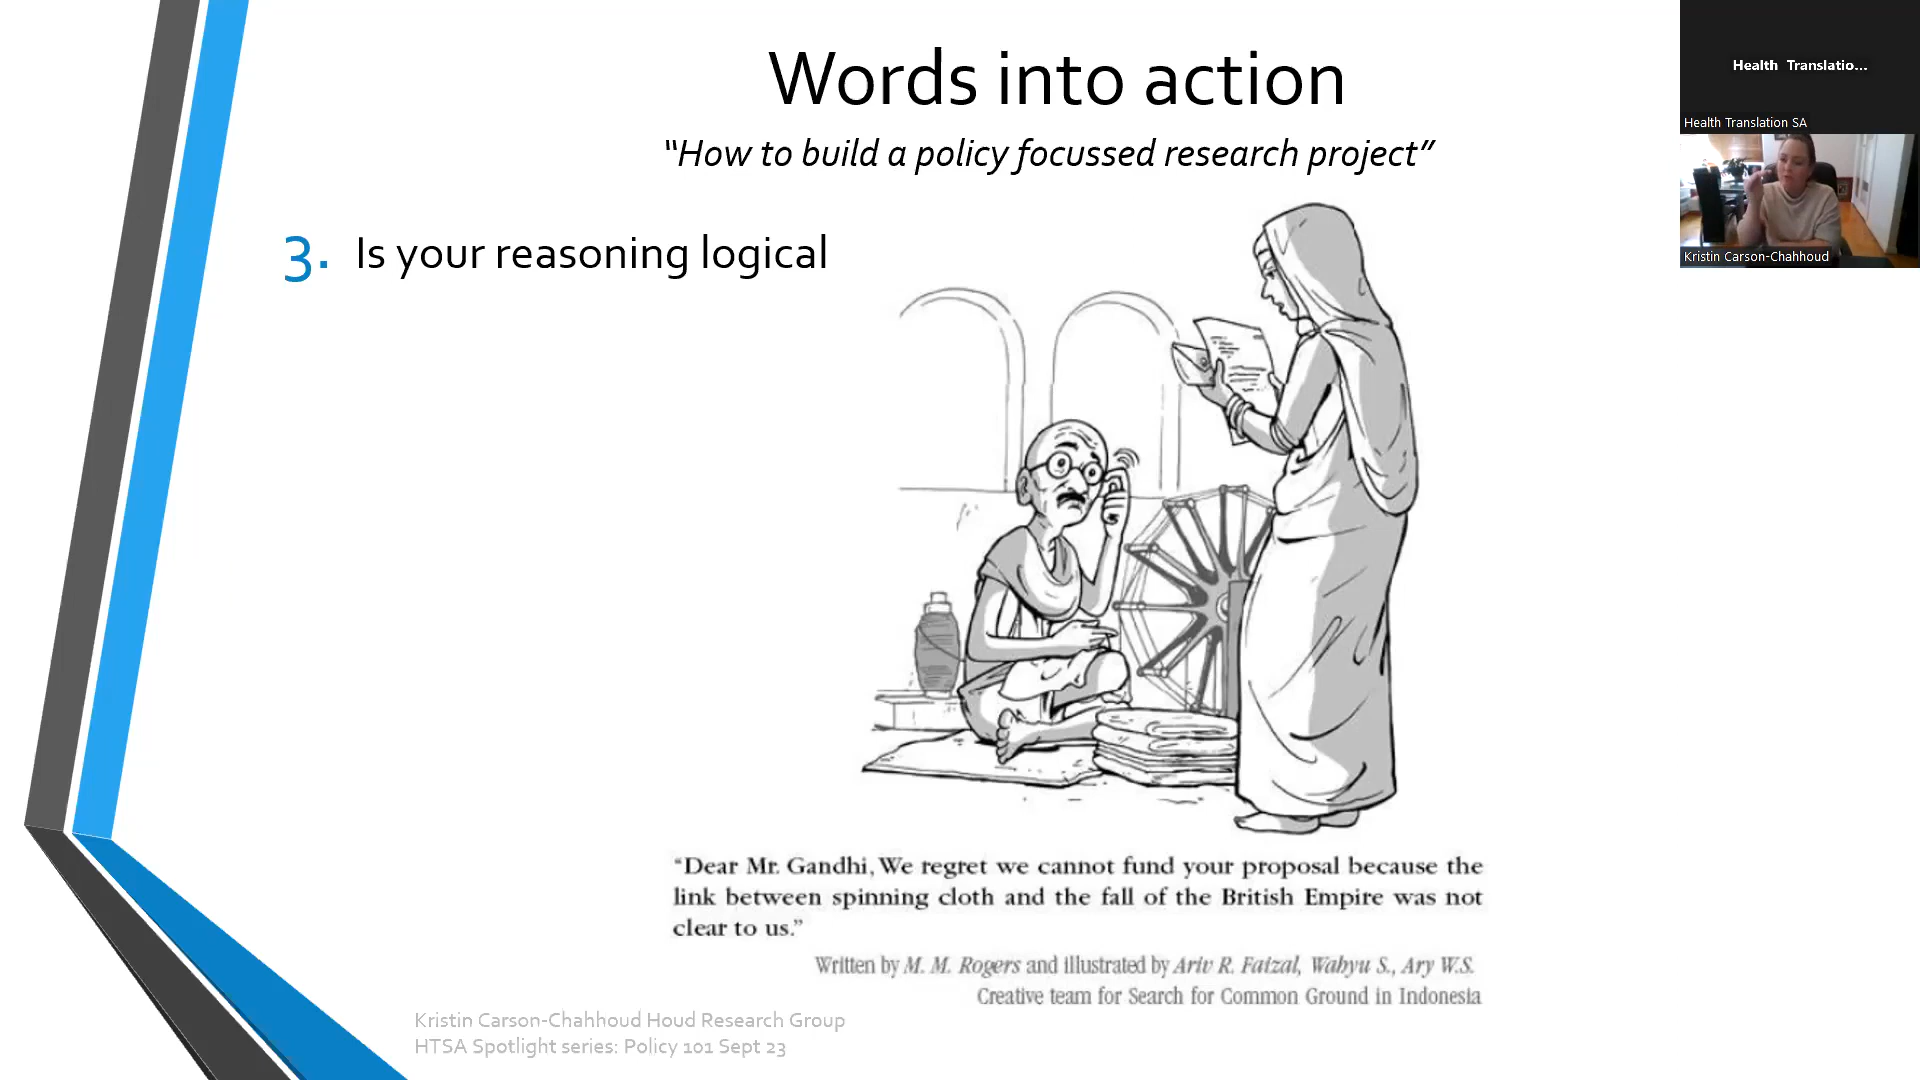 Words into action
“How to build a policy focussed research project”
3. Is your reasoning logical
“Dear Mr. Gandhi, We regret we cannot fund your proposal because the
link between spinning cloth and the fall of the British Empire was not
clear to us.”
Written by M. M. Rogers and illustrated by Ariv R. Faizal, Wahyu S., Ary W.S.
Creative team for Search for Common Ground in Indonesia
Kristin Carson-Chahhoud Houd Research Group
HTSA Spotlight series: Policy 101 Sept 23
Health Translatio...
Health Translation SA
Kristin Carson-Chahhoud